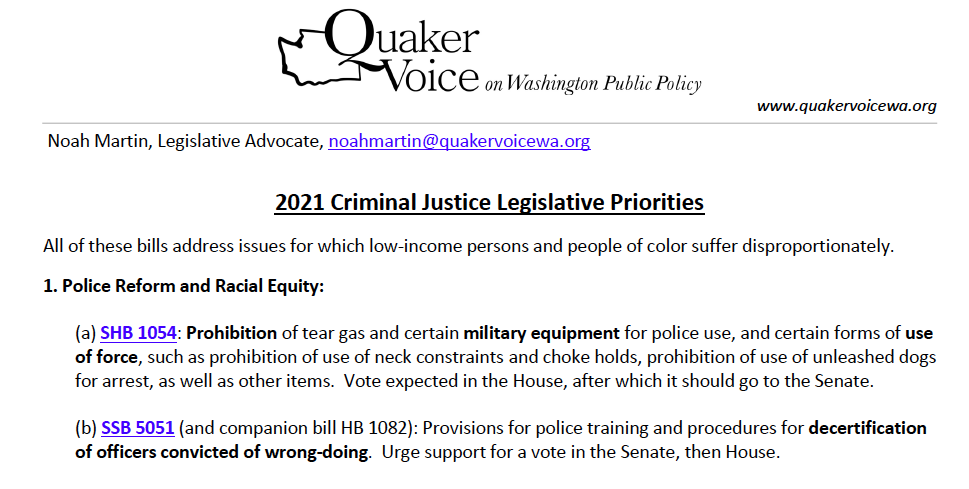 Quaker
Voice on Washington Public Policy
www.quakervoicewa.org
Noah Martin, Legislative Advocate, noahmartin@quakervoicewa.org
2021 Criminal Justice Legislative Priorities
All of these bills address issues for which low-income persons and people of color suffer disproportionately.
1. Police Reform and Racial Equity:
(a) SHB 1054: Prohibition of tear gas and certain military equipment for police use, and certain forms of use
of force, such as prohibition of use of neck constraints and choke holds, prohibition of use of unleashed dogs
for arrest, as well as other items. Vote expected in the House, after which it should go to the Senate.
(b) SSB 5051 (and companion bill HB 1082): Provisions for police training and procedures for decertification
of officers convicted of wrong-doing. Urge support for a vote in the Senate, then House.